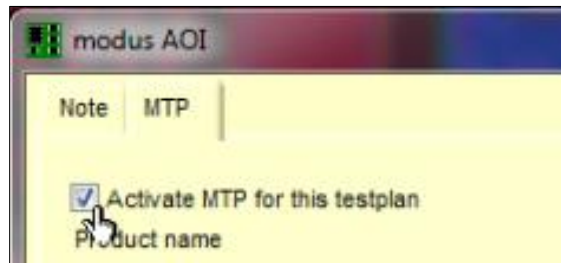 modus AOI
Note MTP
Activate MTP for this testplan
Product name